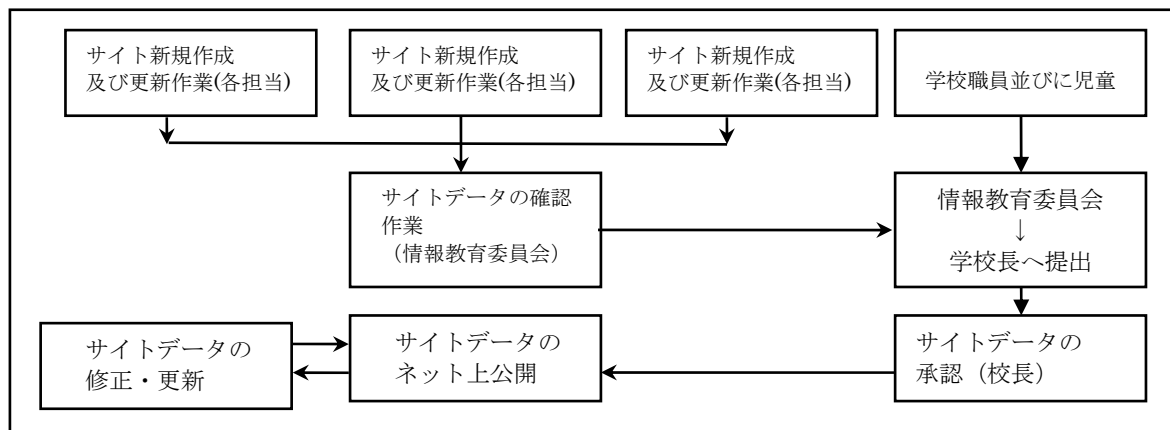 サイト新規作成
及び更新作業(各担当)
サイト新規作成
及び更新作業(各担当)
サイト新規作成
及び更新作業(各担当)
学校職員並びに児童
サイトデータの確認
作業
（情報教育委員会）
情報教育委員会
↓
学校長へ提出
サイトデータの
修正・更新
サイトデータの
ネット上公開
サイトデータの
承認（校長）